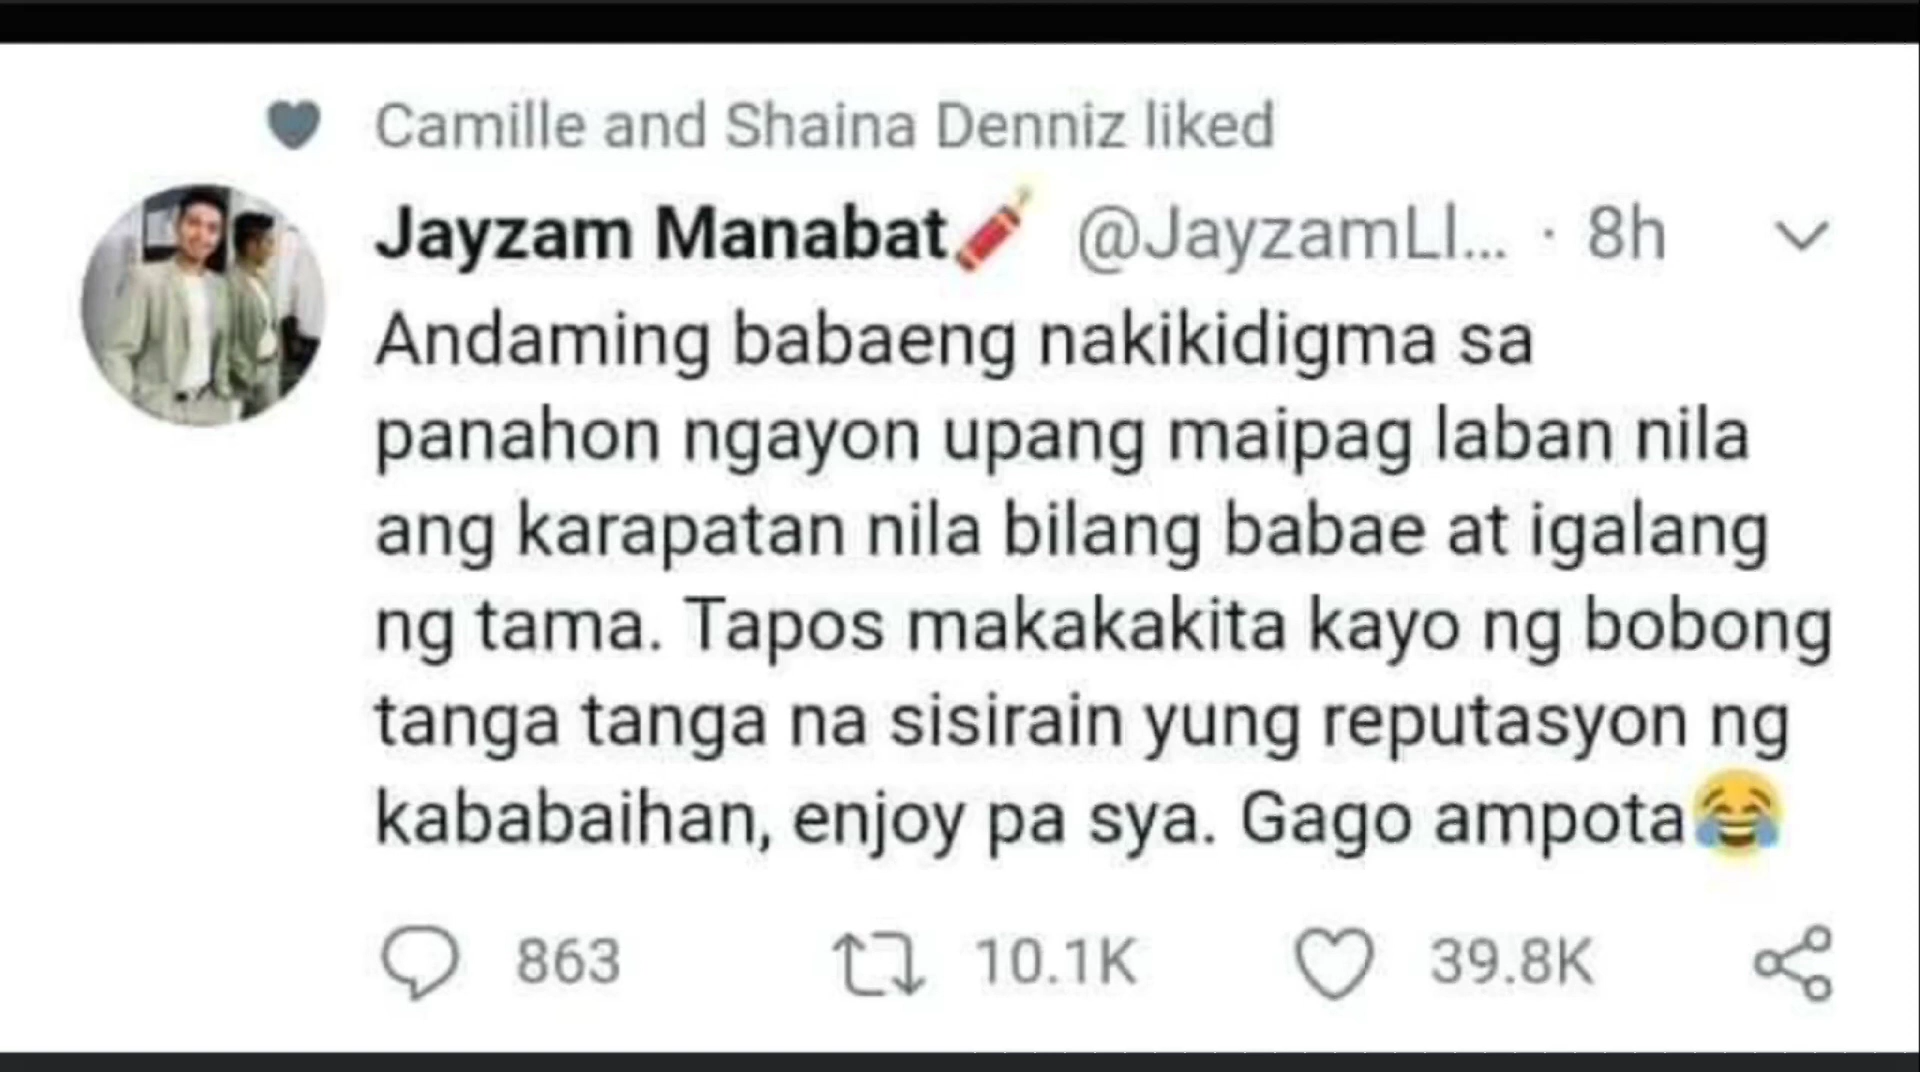 Camille and Shaina Denniz liked
Jayzam Manabat🧨 @JayzamLl... · 8h
Andaming babaeng nakikidigma sa
panahon ngayon upang maipag laban nila
ang karapatan nila bilang babae at igalang
ng tama. Tapos makakakita kayo ng bobong
tanga tanga na sisirain yung reputasyon ng
kababaihan, enjoy pa sya. Gago ampota😂
863 10.1K 39.8K